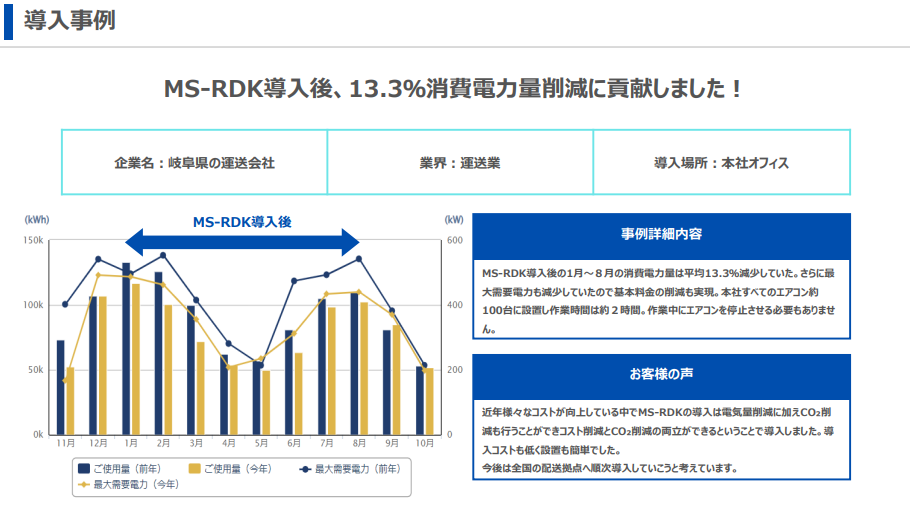 導入事例
MS-RDK導入後、13.3%消費電力量削減に貢献しました！
企業名：岐阜県の運送会社
業界：運送業
導入場所：本社オフィス
(kWh)
MS-RDK導入後
(kW)
150k
600
100k
400
50k
200
0k
0
11月 12月 1月 2月 3月 4月 5月 6月 7月 8月 9月 10月
ご使用量（前年） ご使用量（今年） 最大需要電力（前年）
最大需要電力（今年）
事例詳細内容
MS-RDK導入後の1月～８月の消費電力量は平均13.3%減少していた。さらに最
大需要電力も減少していたので基本料金の削減も実現。本社すべてのエアコン約
100台に設置し作業時間は約２時間。作業中にエアコンを停止させる必要もありませ
ん。
お客様の声
近年様々なコストが向上している中でMS-RDKの導入は電気量削減に加えCO₂削
減も行うことができコスト削減とCO₂削減の両立ができるということで導入しました。導
入コストも低く設置も簡単でした。
今後は全国の配送拠点へ順次導入していこうと考えています。